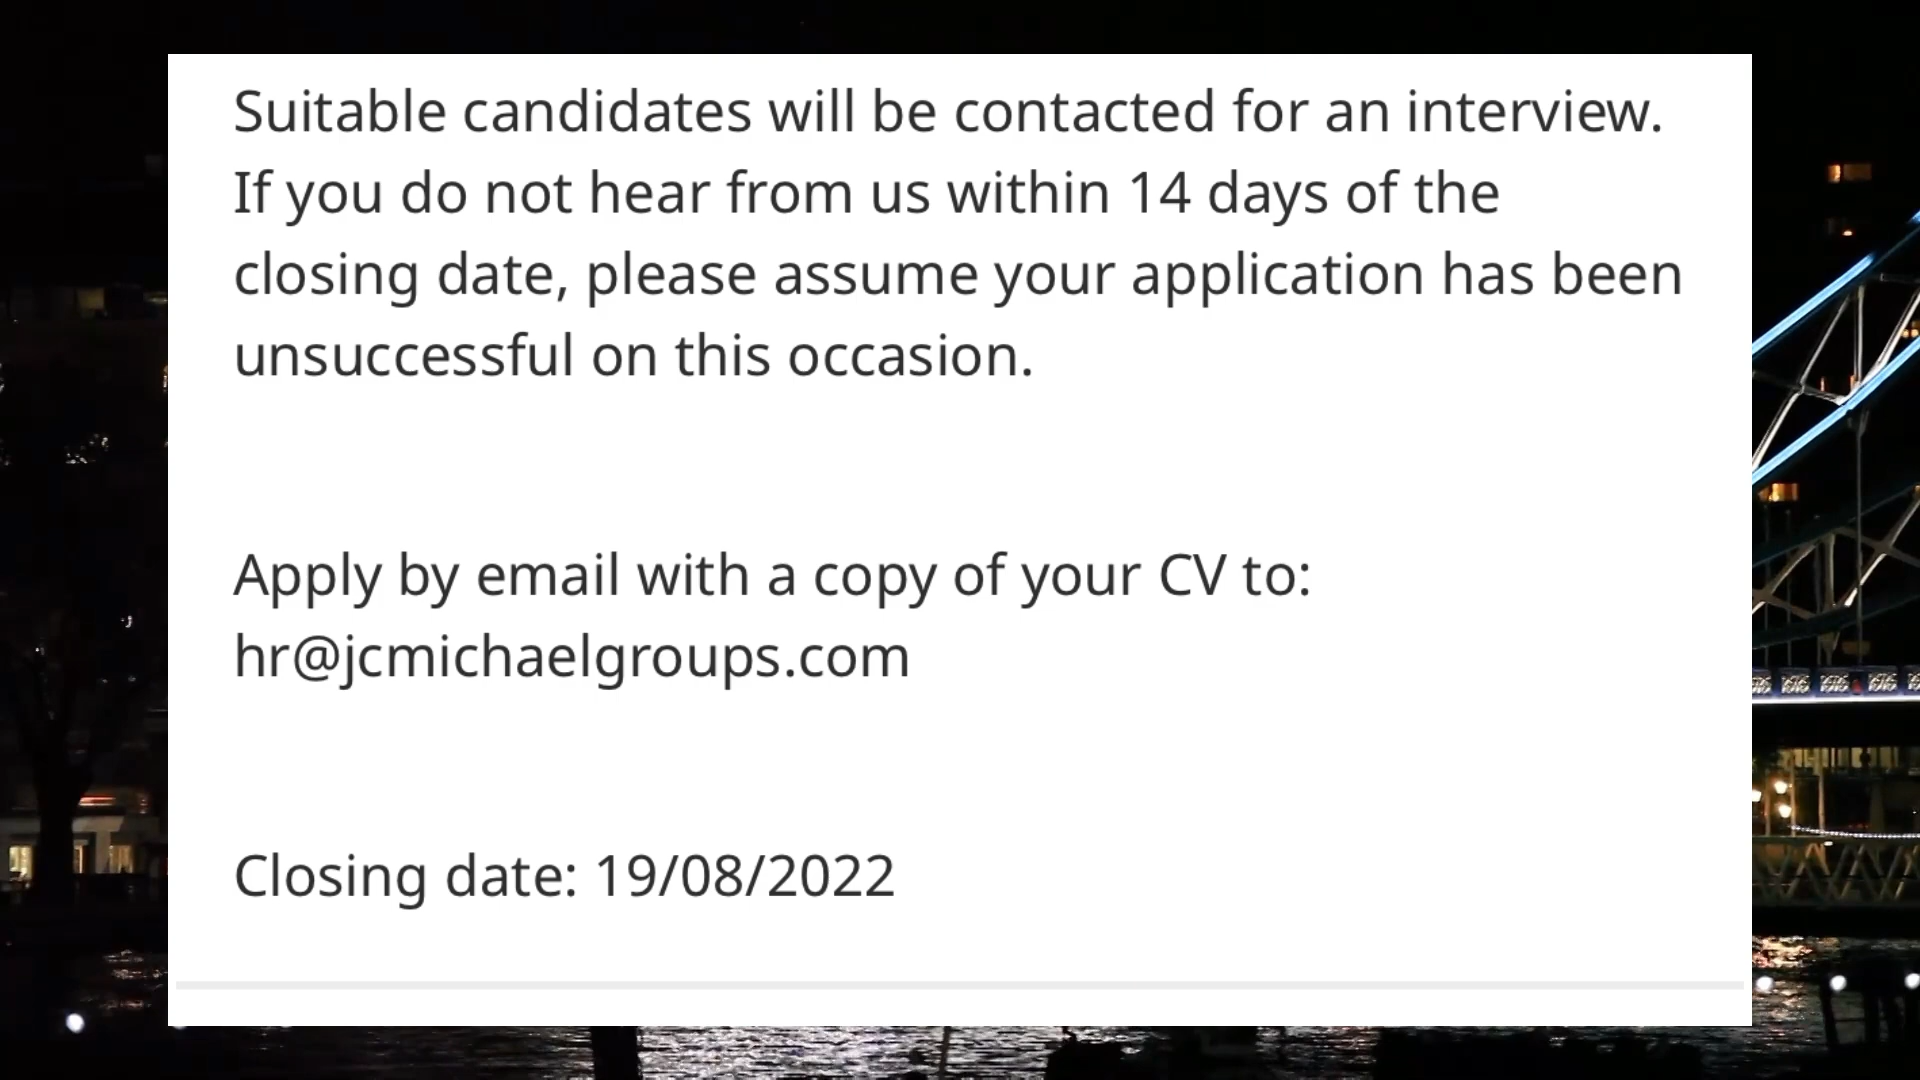 Suitable candidates will be contacted for an interview.
If you do not hear from us within 14 days of the
closing date, please assume your application has been
unsuccessful on this occasion.
Apply by email with a copy of your CV to:
hr@jcmichaelgroups.com
Closing date: 19/08/2022